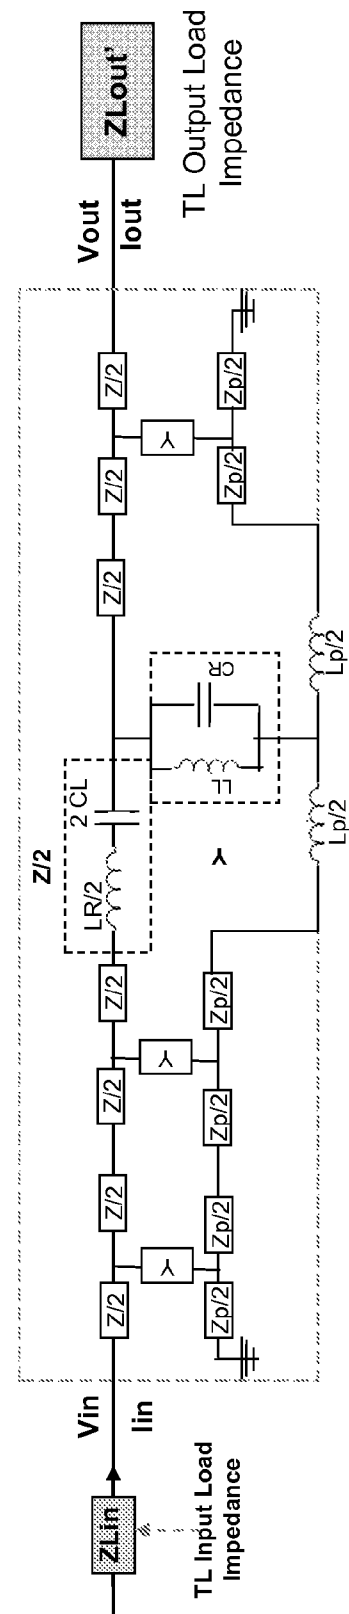 ZLin
TL Input Load
Impedance
Vin
Iin
Z/2
Z/2
Z/2
Z/2
Z/2
LR/2
2 CL
Z/2
Z/2
Z/2
Y
Y
Y
LL
CR
Y
Zp/2
Zp/2
Zp/2
Zp/2
Lp/2
Lp/2
Zp/2
Zp/2
Vout
Iout
ZLout'
TL Output Load
Impedance